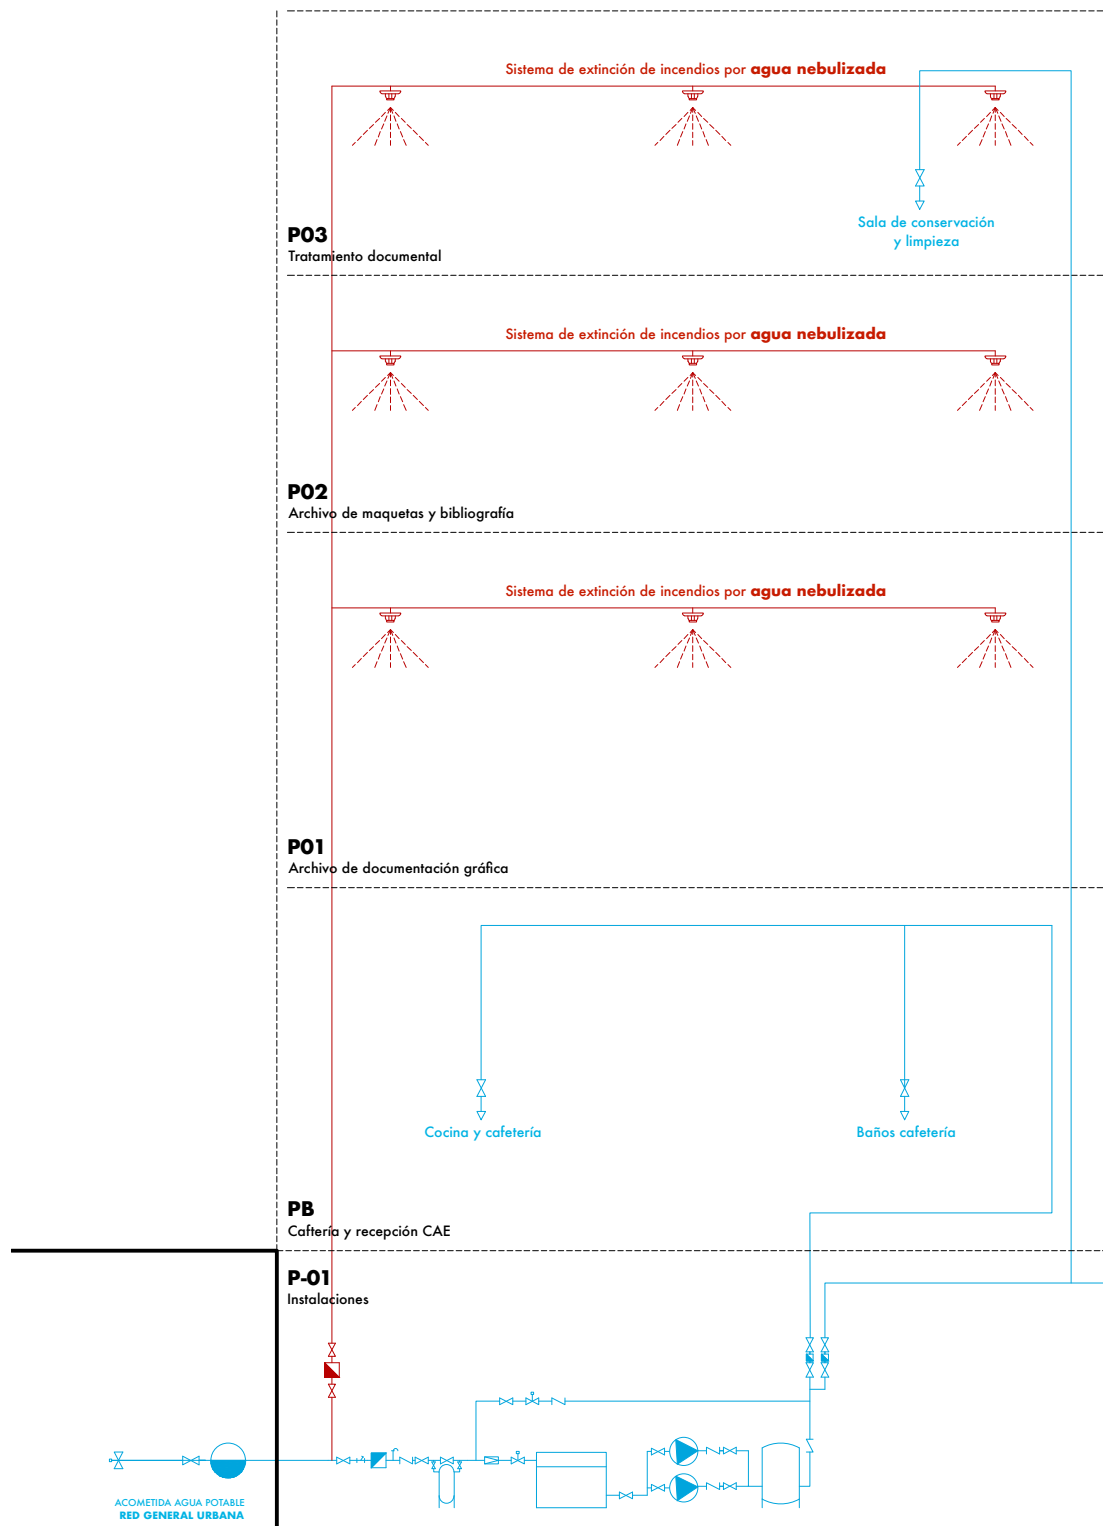 Sistema de extinción de incendios por agua nebulizada
Sala de conservación
y limpieza
P03
Tratamiento documental
Sistema de extinción de incendios por agua nebulizada
P02
Archivo de maquetas y bibliografía
Sistema de extinción de incendios por agua nebulizada
P01
Archivo de documentación gráfica
Cocina y cafetería
Baños cafetería
PB
Caftería y recepción CAE
P-01
Instalaciones
ACOMETIDA AGUA POTABLE
RED GENERAL URBANA